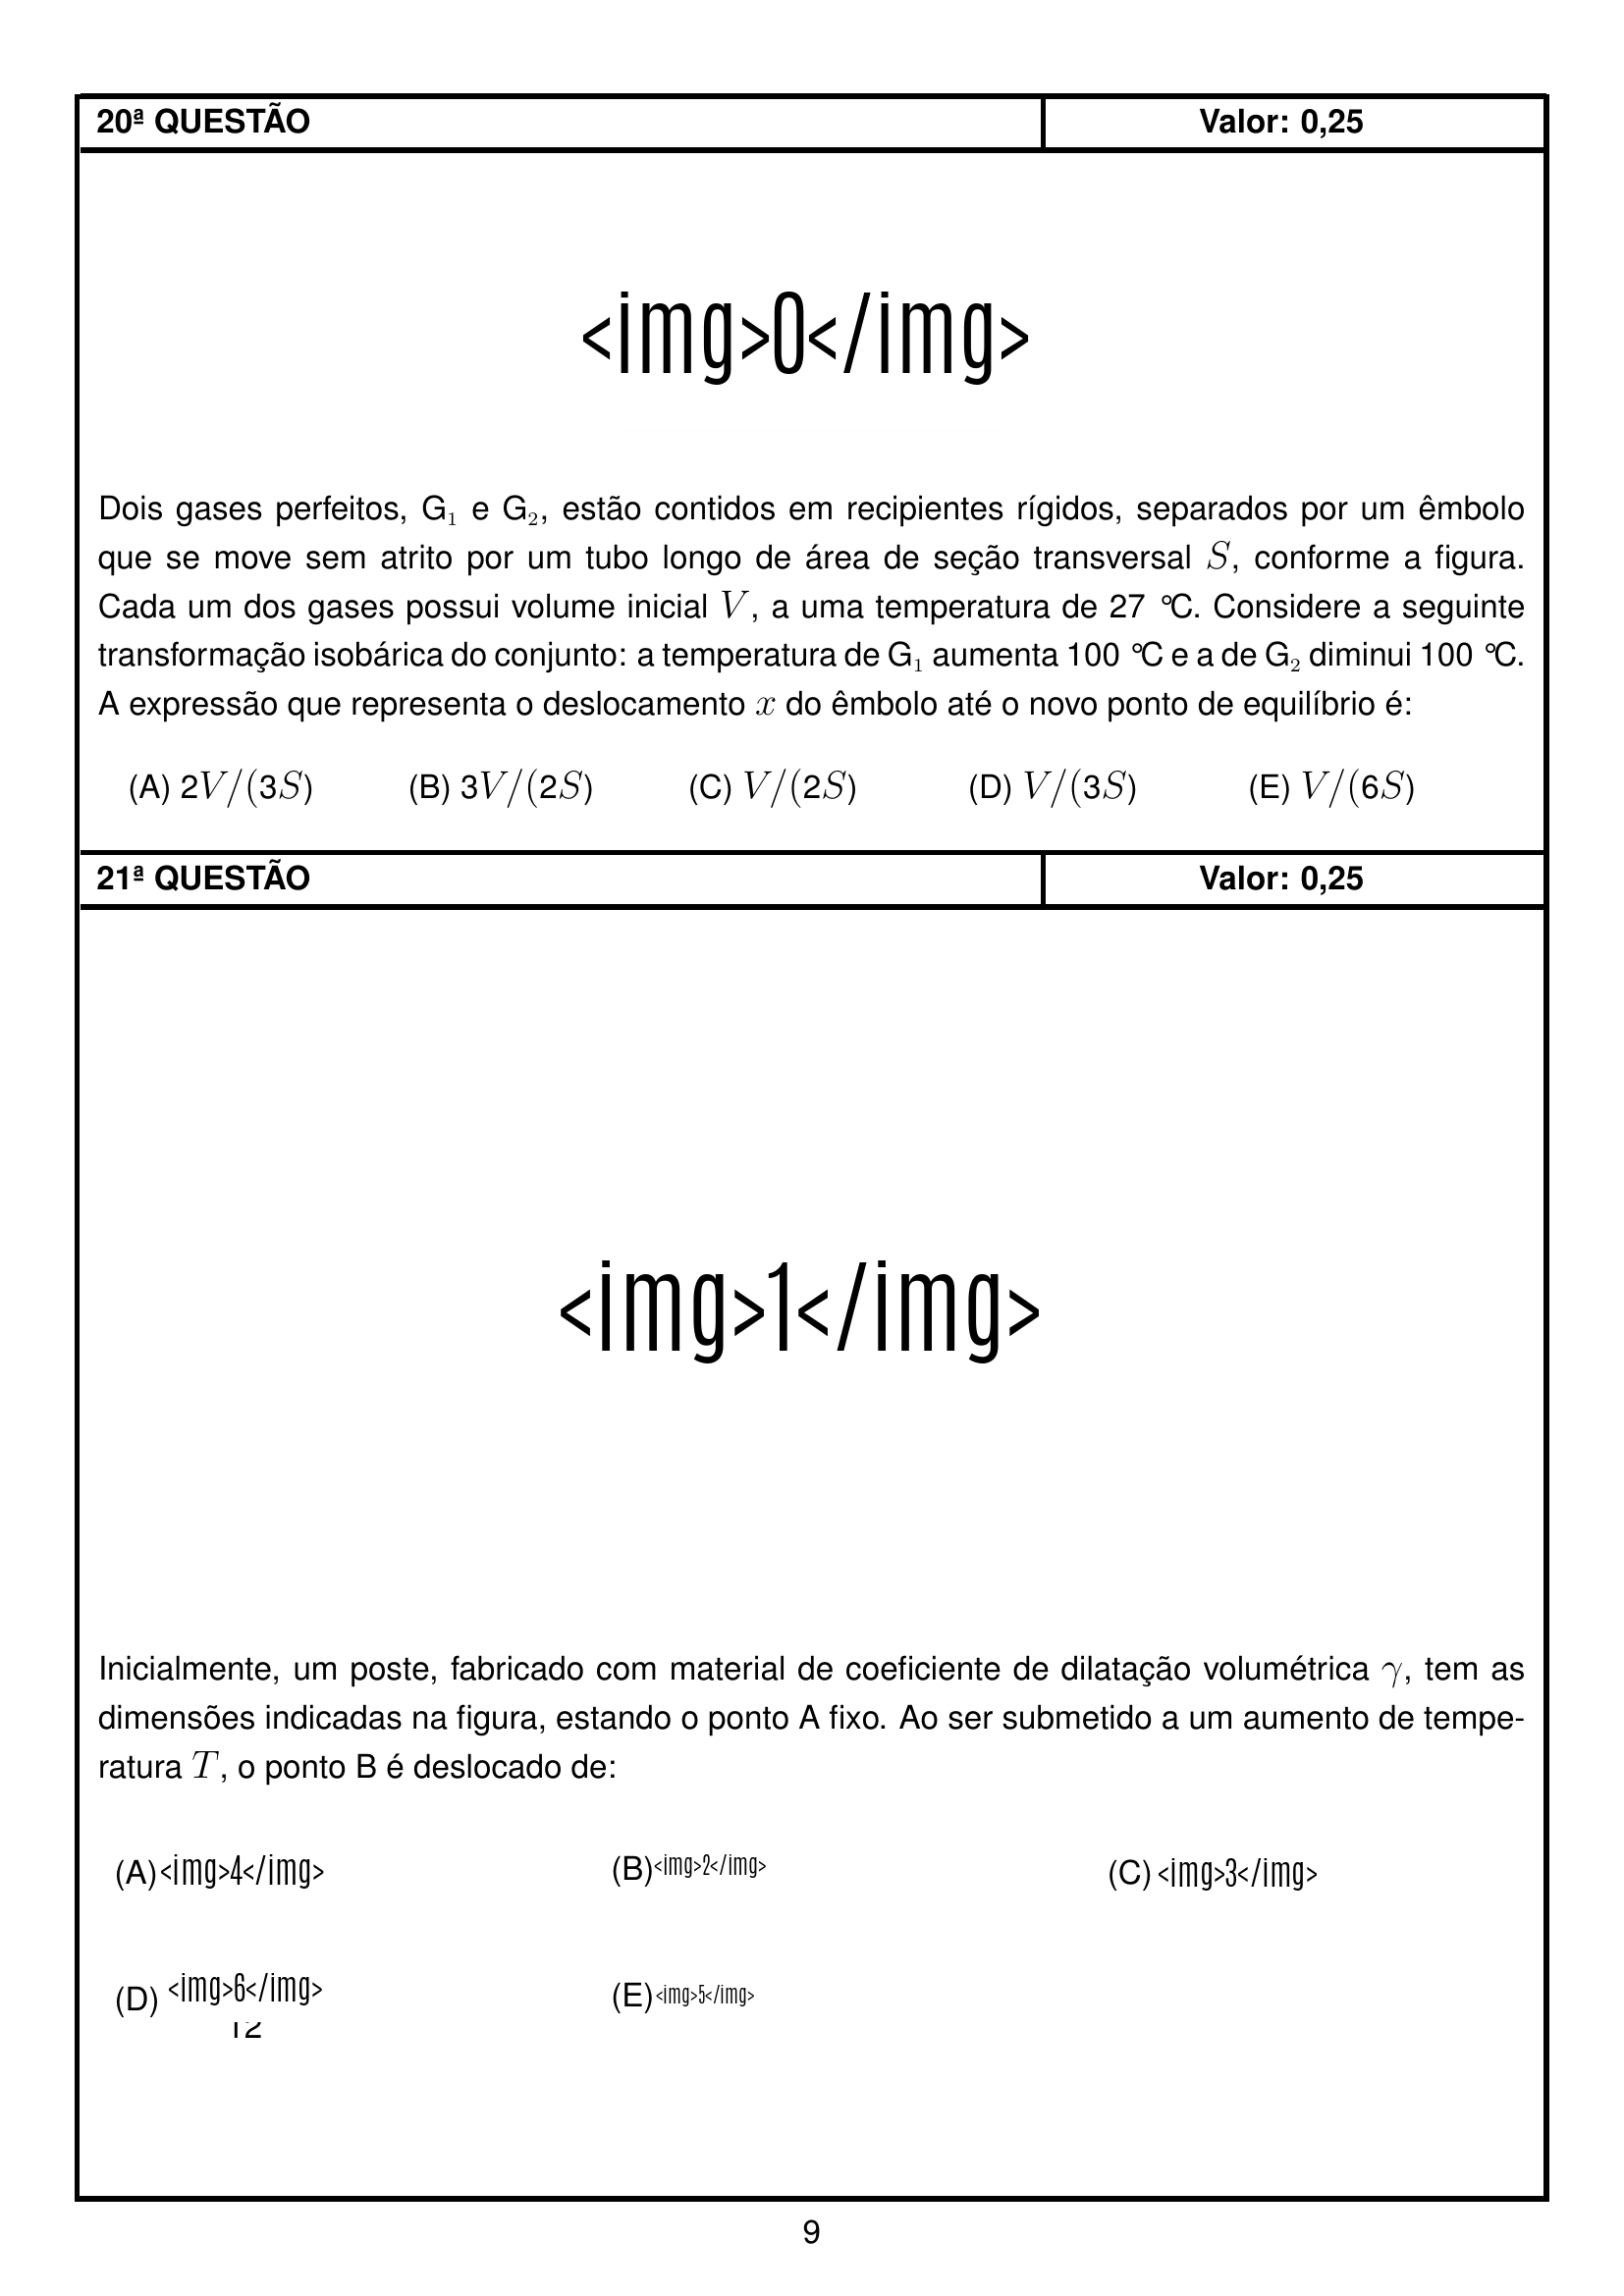 20ª QUESTÃO Valor: 0,25
<img>0</img>
Dois gases perfeitos, G₁ e G₂, estão contidos em recipientes rígidos, separados por um êmbolo
que se move sem atrito por um tubo longo de área de seção transversal S, conforme a figura.
Cada um dos gases possui volume inicial V, a uma temperatura de 27 °C. Considere a seguinte
transformação isobárica do conjunto: a temperatura de G₁ aumenta 100 °C e a de G₂ diminui 100 °C.
A expressão que representa o deslocamento x do êmbolo até o novo ponto de equilíbrio é:
(A) 2V/(3S) (B) 3V/(2S) (C) V/(2S) (D) V/(3S) (E) V/(6S)
21ª QUESTÃO Valor: 0,25
<img>1</img>
Inicialmente, um poste, fabricado com material de coeficiente de dilatação volumétrica γ, tem as
dimensões indicadas na figura, estando o ponto A fixo. Ao ser submetido a um aumento de tempe-
ratura T, o ponto B é deslocado de:
(A) <img>4</img> (B) <img>2</img> (C) <img>3</img>
(D) <img>6</img> (E) <img>5</img>
12
9